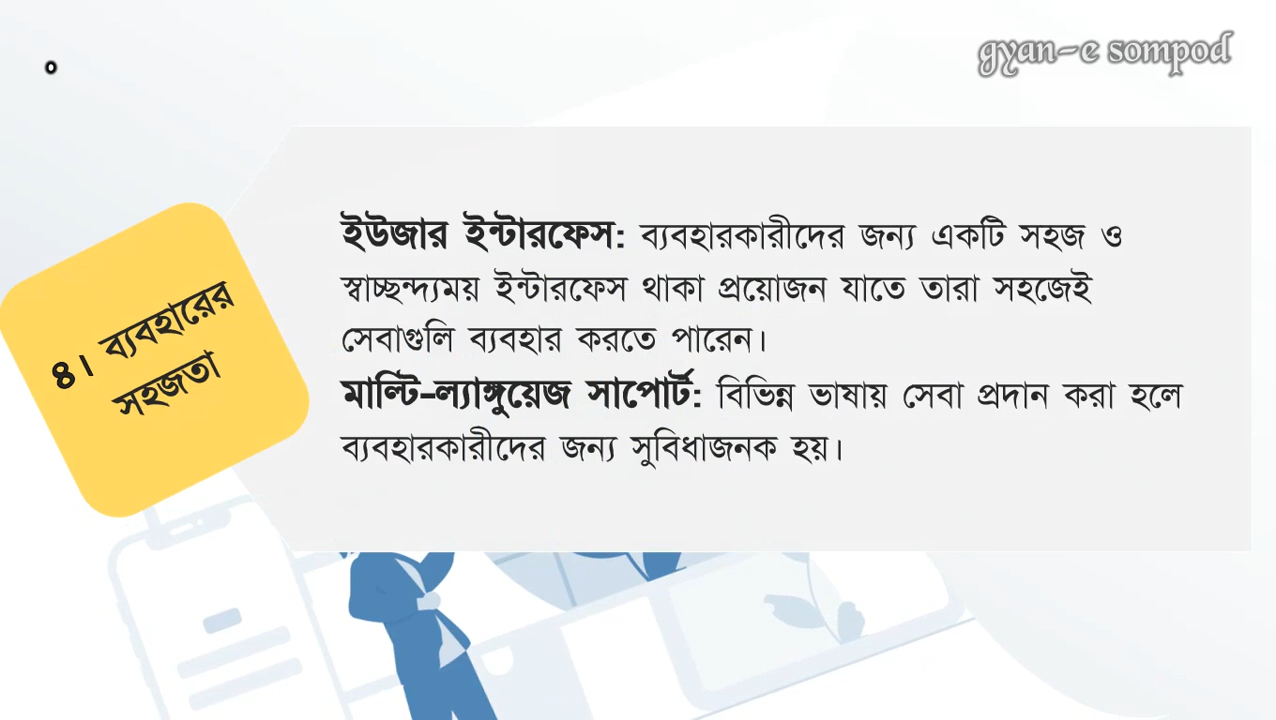 gyan-e sompod
৪। ব্যবহারের
সহজতা
ইউজার ইন্টারফেস: ব্যবহারকারীদের জন্য একটি সহজ ও
স্বাচ্ছন্দ্যময় ইন্টারফেস থাকা প্রয়োজন যাতে তারা সহজেই
সেবাগুলি ব্যবহার করতে পারেন।
মাল্টি-ল্যাঙ্গুয়েজ সাপোর্ট: বিভিন্ন ভাষায় সেবা প্রদান করা হলে
ব্যবহারকারীদের জন্য সুবিধাজনক হয়।